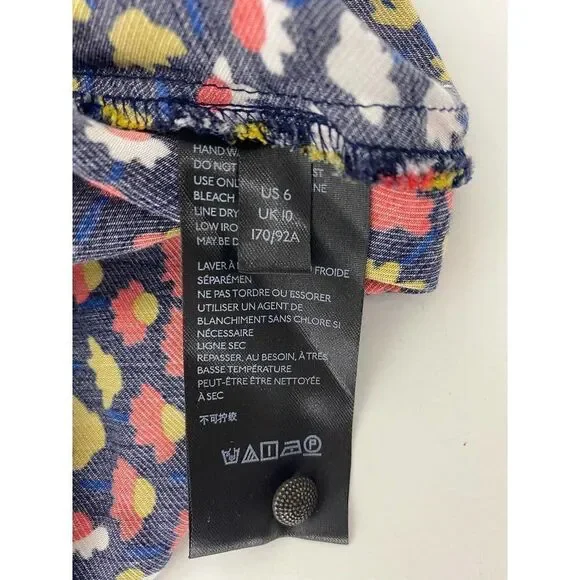 HAND
DO NOT
USE ONL
BLEACH
LINE DRY
LOW IRO
MAY BE D
US 6
UK 10
170/92A
LAVER À
FROIDE
SÉPARÉMEN
NE PAS TORDRE OU ESSORER
UTILISER UN AGENT DE
BLANCHIMENT SANS CHLORE SI
NÉCESSAIRE
LIGNE SEC
REPASSER, AU BESOIN, À TRÈS
BASSE TEMPÉRATURE
PEUT-ÊTRE ÊTRE NETTOYÉE
À SEC
不可拧绞